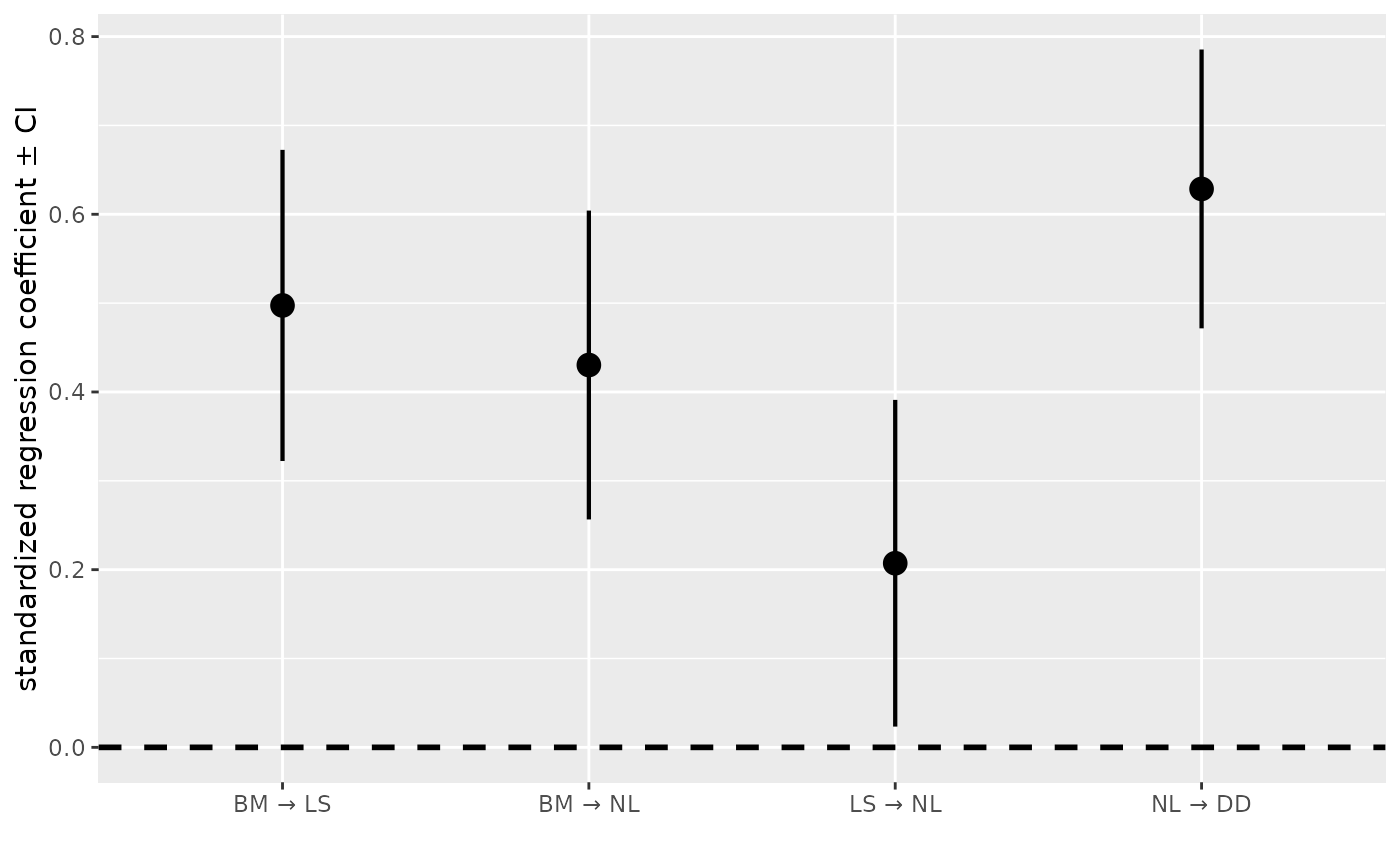 standardized regression coefficient ± CI
0.8
0.6
0.4
0.2
0.0
BM → LS
BM → NL
LS → NL
NL → DD